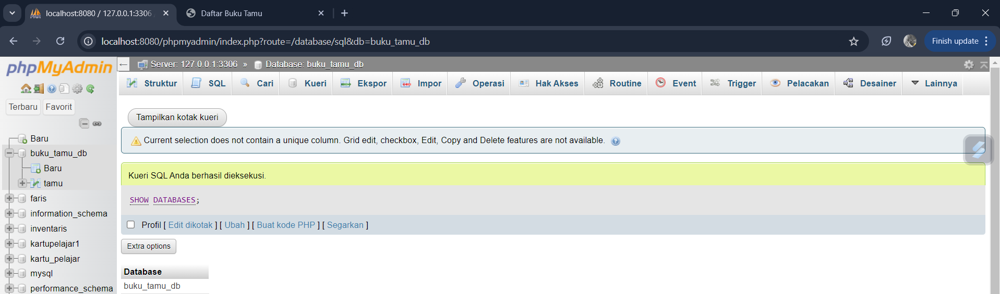 localhost:8080 / 127.0.0.1:3306
Daftar Buku Tamu
localhost:8080/phpmyadmin/index.php?route=/database/sql&db=buku_tamu_db
Finish update
phpMyAdmin
Server: 127.0.0.1:3306 » Database: buku_tamu_db
Struktur SQL Cari Kueri Ekspor Impor Operasi Hak Akses Routine Event Trigger Pelacakan Desainer Lainnya
Terbaru Favorit
Baru
buku_tamu_db
Baru
tamu
faris
information_schema
inventaris
kartupelajar1
kartu_pelajar
mysql
performance_schema
Tampilkan kotak kueri
Current selection does not contain a unique column. Grid edit, checkbox, Edit, Copy and Delete features are not available.
Kueri SQL Anda berhasil dieksekusi.
SHOW DATABASES;
Profil [ Edit dikotak ] [ Ubah ] [ Buat kode PHP ] [ Segarkan ]
Extra options
Database
buku_tamu_db